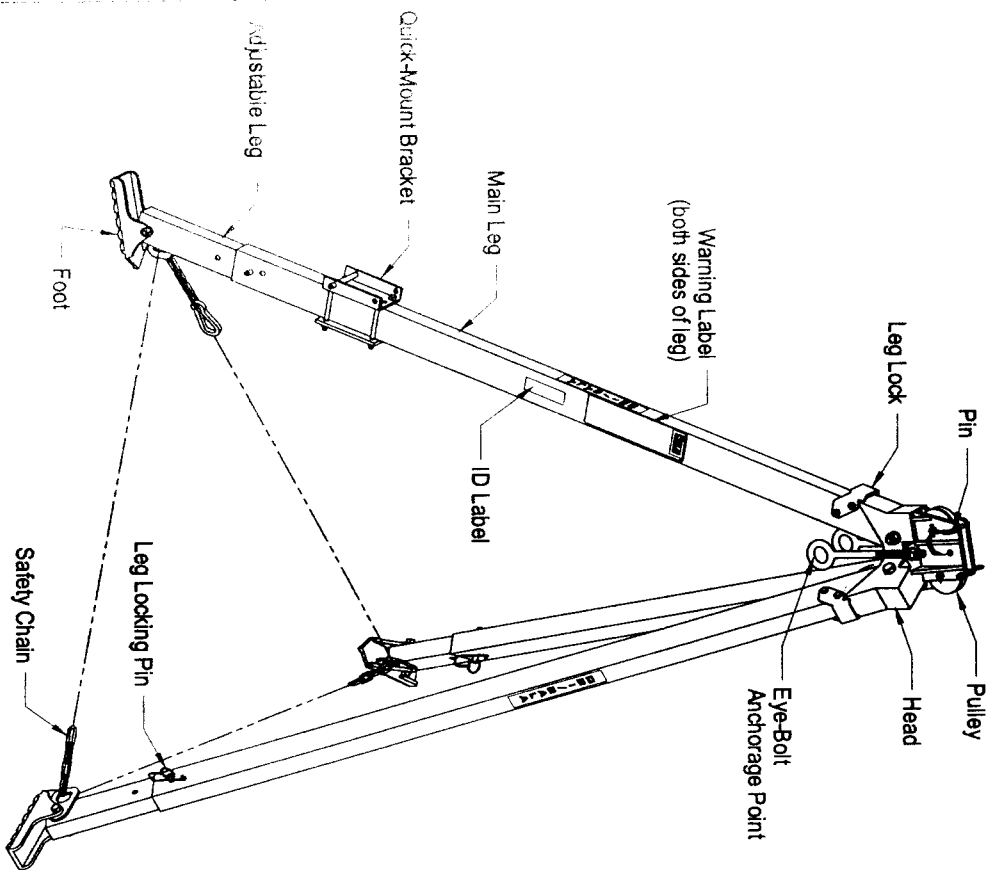 Pin
Pulley
Leg Lock
Head
Warning Label
(both sides of leg)
Eye-Bolt
Anchorage Point
Main Leg
Quick-Mount Bracket
ID Label
Adjustable Leg
Leg Locking Pin
Foot
Safety Chain